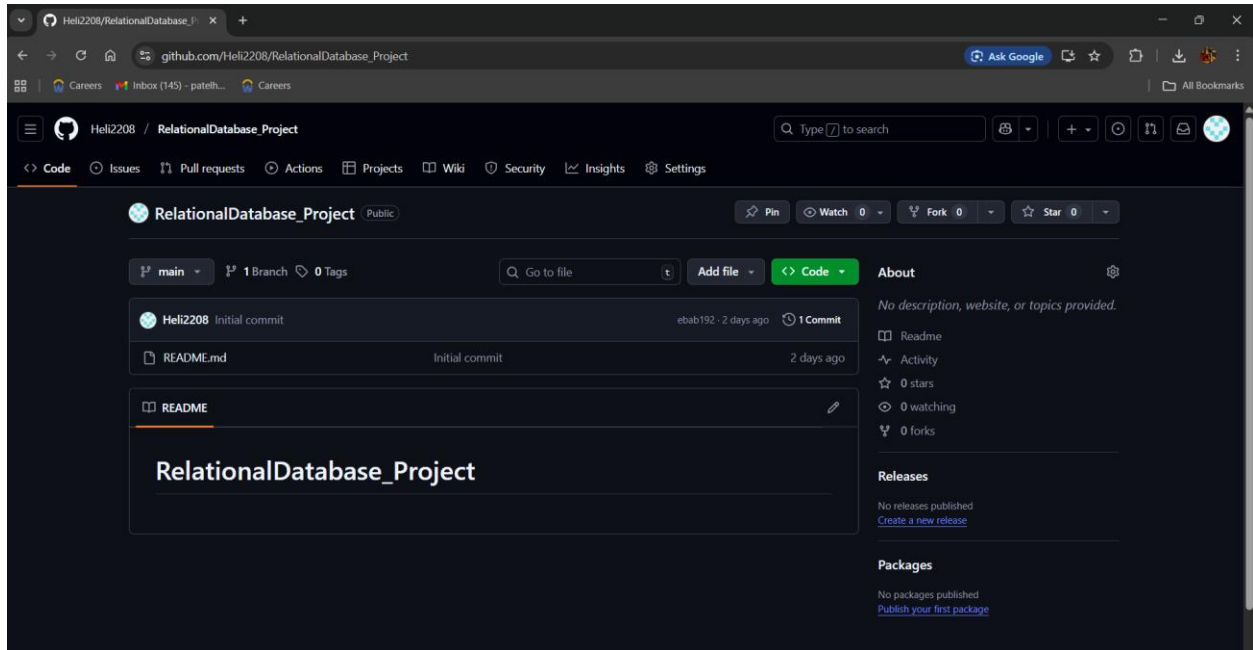 Heli2208/RelationalDatabase_P
github.com/Heli2208/RelationalDatabase_Project
Ask Google
Careers
Inbox (145) - patelh...
Careers
All Bookmarks
Heli2208 / RelationalDatabase_Project
Type / to search
Code
Issues
Pull requests
Actions
Projects
Wiki
Security
Insights
Settings
RelationalDatabase_Project Public
Pin
Watch 0
Fork 0
Star 0
main
1 Branch
0 Tags
Go to file t
Add file
<> Code
Heli2208 Initial commit
ebab192 · 2 days ago
1 Commit
README.md
Initial commit
2 days ago
README
RelationalDatabase_Project
About
No description, website, or topics provided.
Readme
Activity
0 stars
0 watching
0 forks
Releases
No releases published
Create a new release
Packages
No packages published
Publish your first package